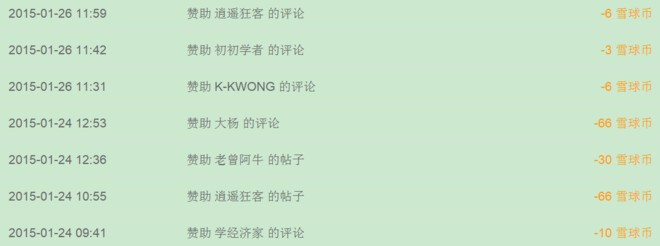 2015-01-26 11:59 赞助 逍遥狂客 的评论 -6 雪球币
2015-01-26 11:42 赞助 初初学者 的评论 -3 雪球币
2015-01-26 11:31 赞助 K-KWONG 的评论 -6 雪球币
2015-01-24 12:53 赞助 大杨 的评论 -66 雪球币
2015-01-24 12:36 赞助 老曾阿牛 的帖子 -30 雪球币
2015-01-24 10:55 赞助 逍遥狂客 的帖子 -66 雪球币
2015-01-24 09:41 赞助 学经济家 的评论 -10 雪球币